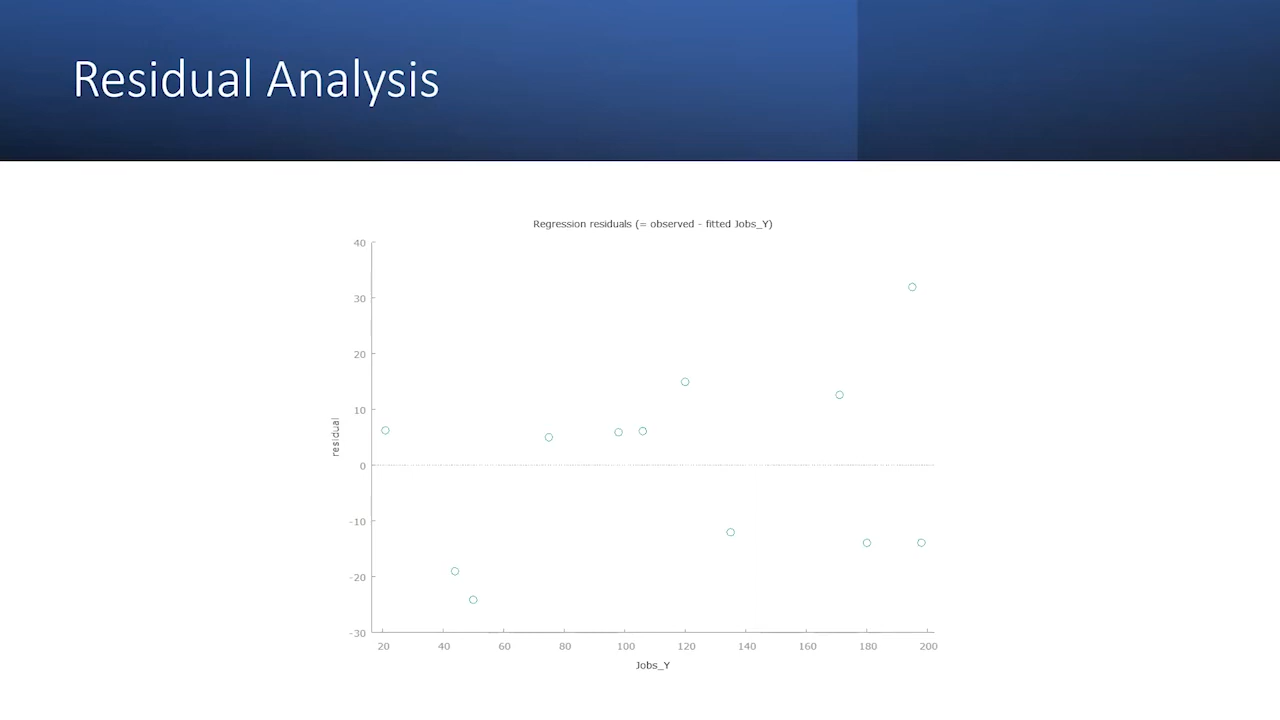 Residual Analysis
Regression residuals (= observed - fitted Jobs_Y)
40
30
20
10
0
-10
-20
-30
residual
20 40 60 80 100 120 140 160 180 200
Jobs_Y